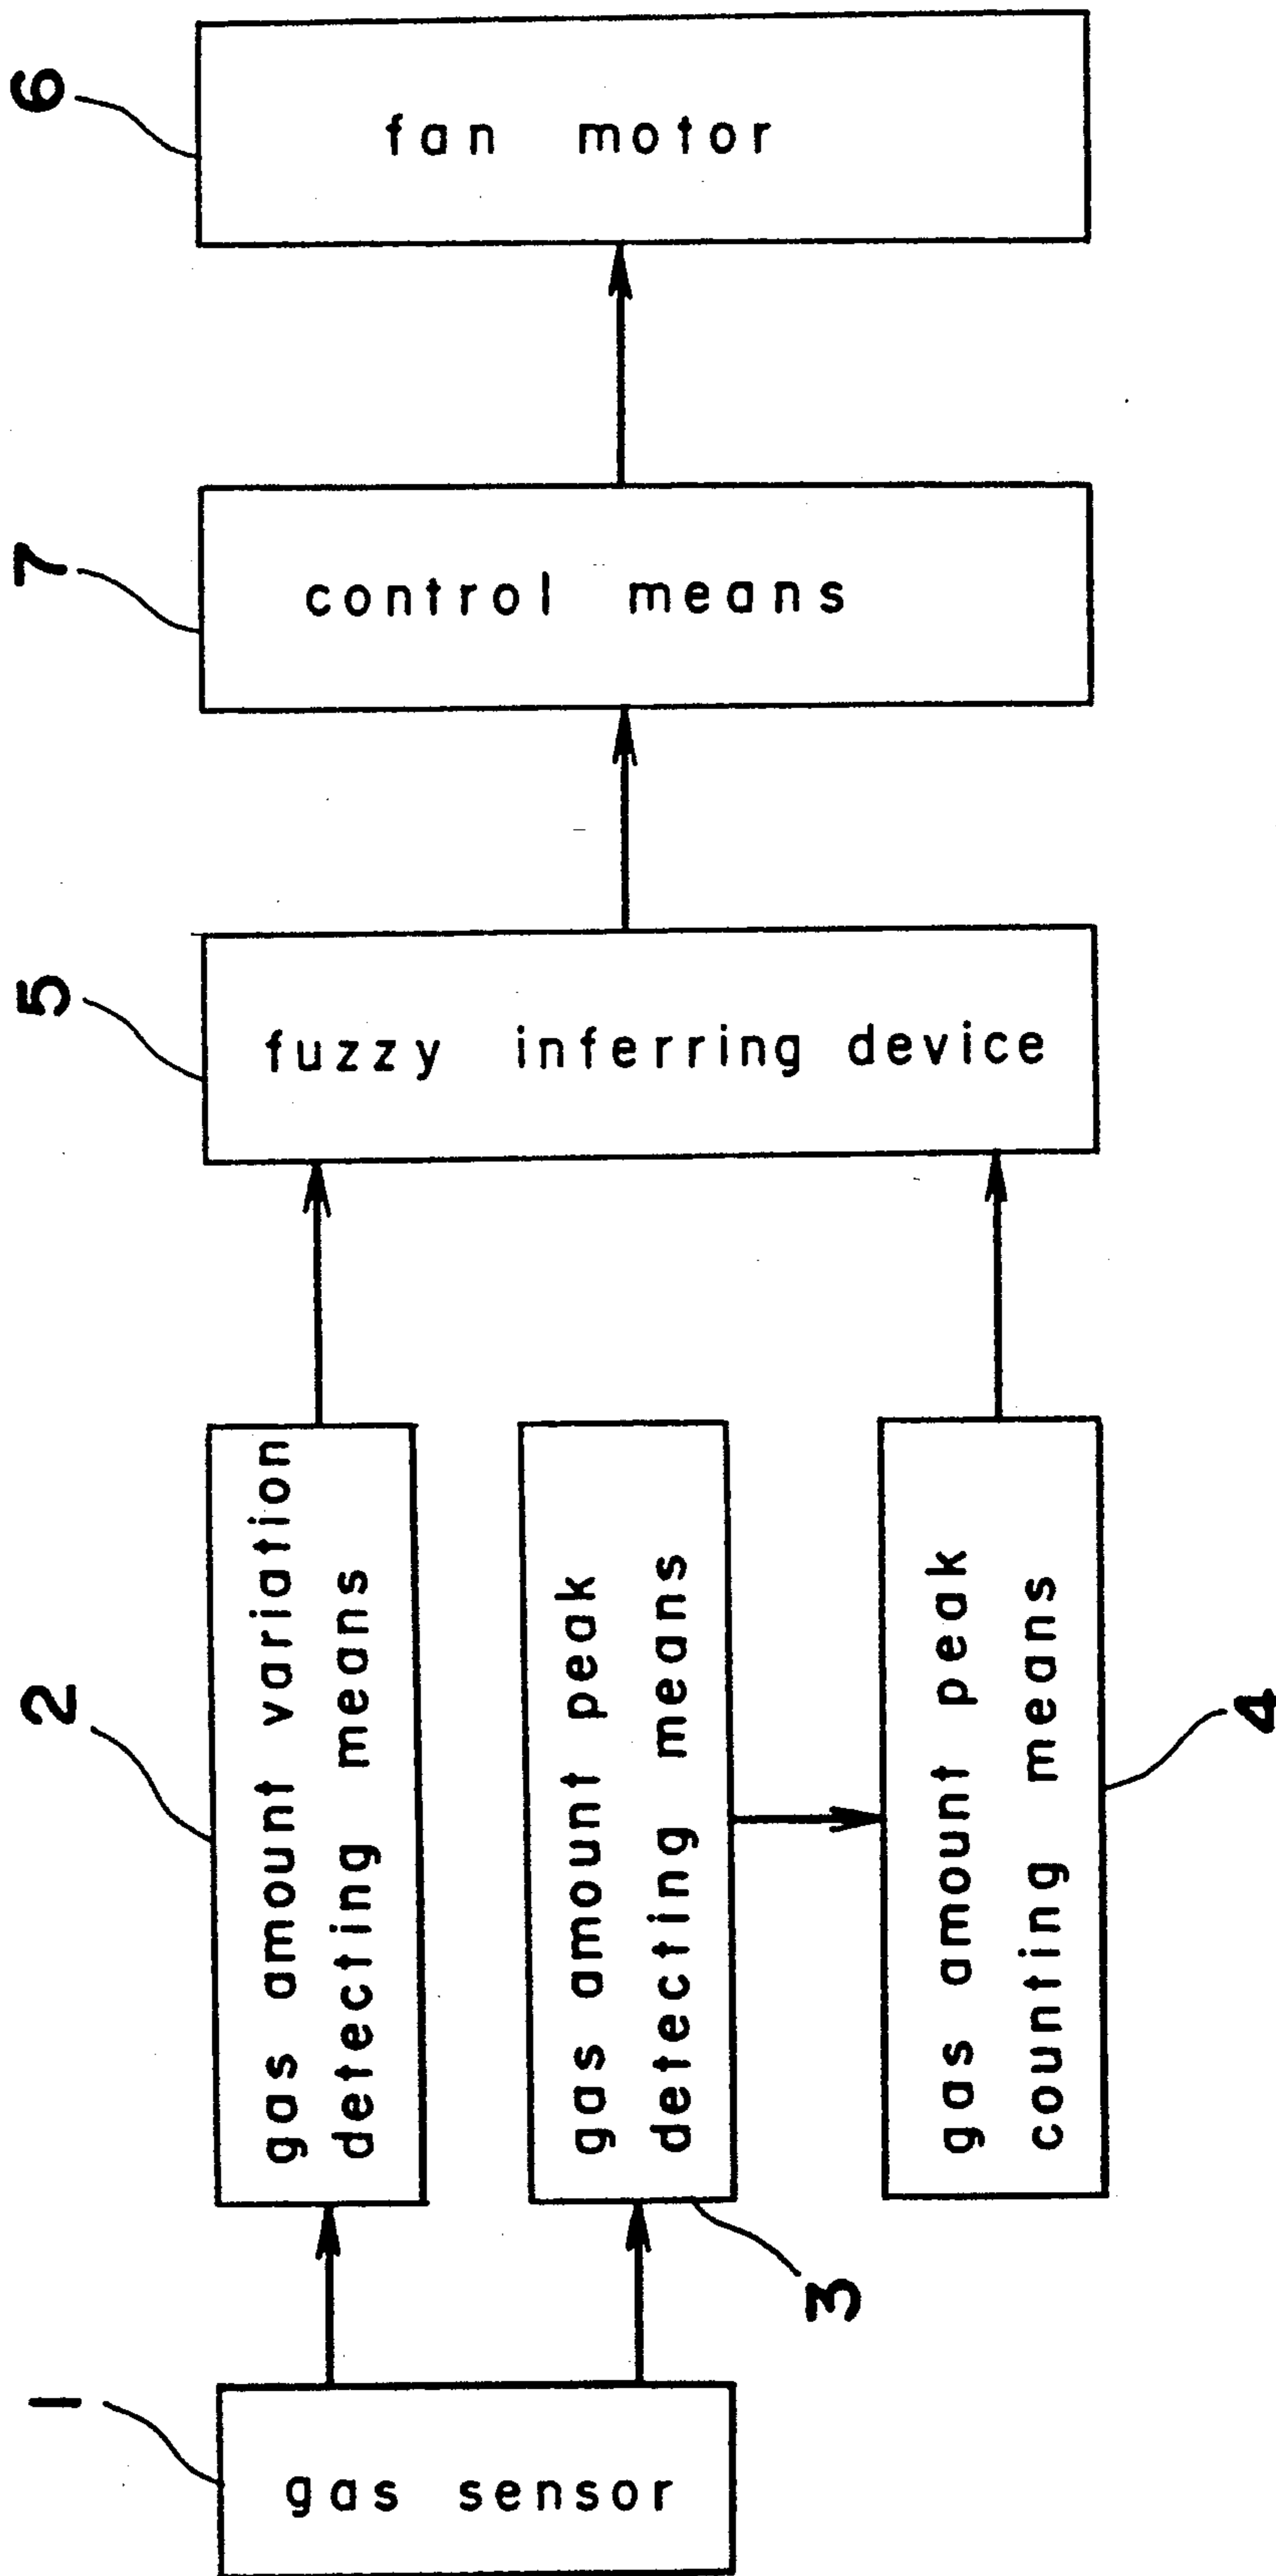 6
fan motor
7
control means
5
fuzzy inferring device
2
gas amount variation
detecting means
gas amount peak
detecting means
3
gas amount peak
counting means
4
1
gas sensor